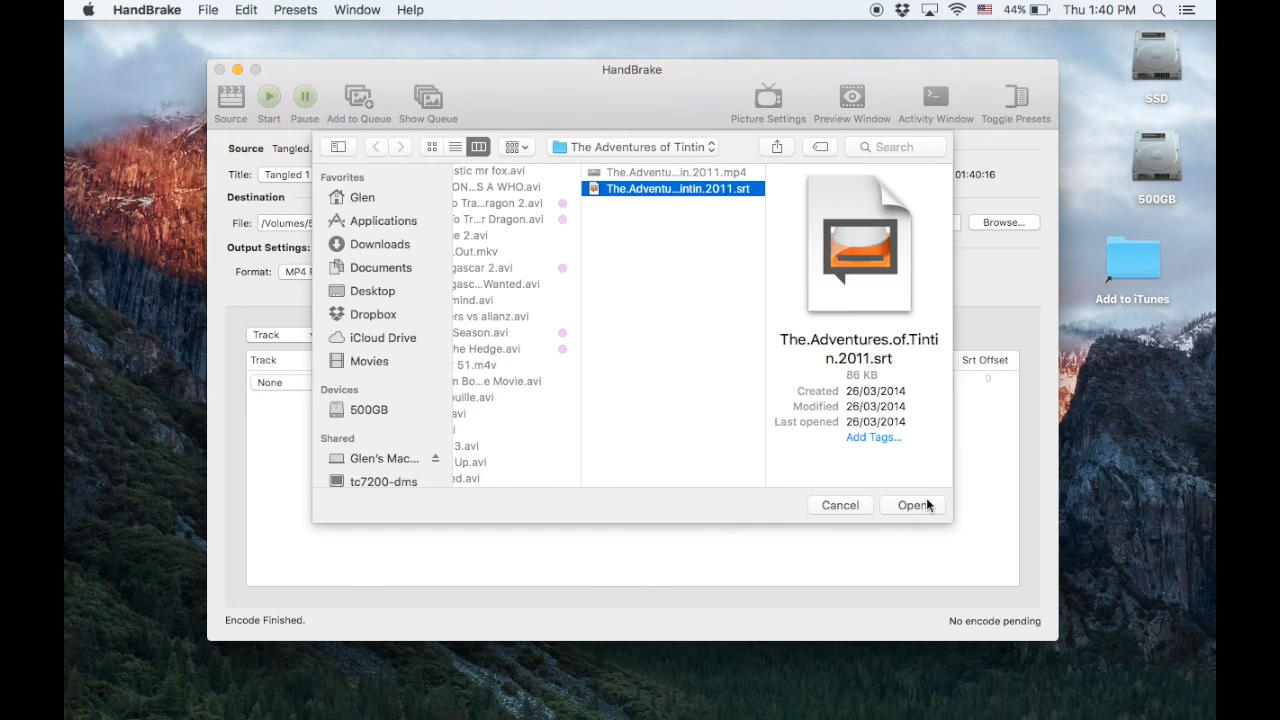 HandBrake File Edit Presets Window Help 44% Thu 1:40 PM
SSD
500GB
Add to iTunes
HandBrake
Source Start Pause Add to Queue Show Queue Picture Settings Preview Window Activity Window Toggle Presets
Source Tangled. 01:40:16
Title: Tangled 1
Destination
File: /Volumes/5 Browse...
Output Settings:
Format: MP4 F
Track
Track Srt Offset
None 0
The Adventures of Tintin Search
Favorites
Glen
Applications
Downloads
Documents
Desktop
Dropbox
iCloud Drive
Movies
Devices
500GB
Shared
Glen's Mac...
tc7200-dms
stic mr fox.avi
ON...S A WHO.avi
o Tra...ragon 2.avi
o Tr...r Dragon.avi
e 2.avi
.Out.mkv
gascar 2.avi
gasc...Wanted.avi
mind.avi
ers vs alianz.avi
Season.avi
he Hedge.avi
t 51.m4v
n Bo...e Movie.avi
ouille.avi
avi
i
3.avi
Up.avi
ed.avi
The.Adventu...in.2011.mp4
The.Adventu...intin.2011.srt
The.Adventures.of.Tinti
n.2011.srt
86 KB
Created 26/03/2014
Modified 26/03/2014
Last opened 26/03/2014
Add Tags...
Cancel Open
Encode Finished. No encode pending